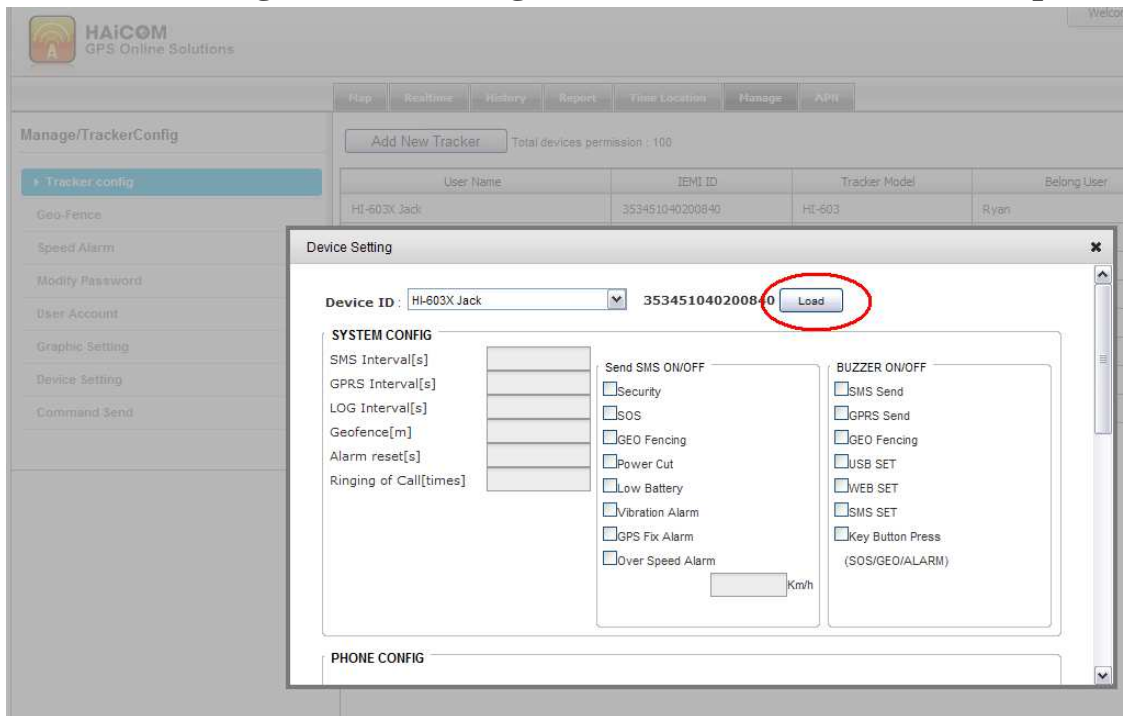 Welcom
HAiCOM
GPS Online Solutions
Map Realtime History Report Time Location Manage APN
Manage/TrackerConfig
Add New Tracker Total devices permission : 100
Tracker config
Geo-Fence
Speed Alarm
Modify Password
User Account
Graphic Setting
Device Setting
Command Send
User Name IEMI ID Tracker Model Belong User
HI-603X Jack 353451040200840 HI-603 Ryan
Device Setting
Device ID : HI-603X Jack 353451040200840 Load
SYSTEM CONFIG
SMS Interval[s]
GPRS Interval[s]
LOG Interval[s]
Geofence[m]
Alarm reset[s]
Ringing of Call[times]
Send SMS ON/OFF
Security
SOS
GEO Fencing
Power Cut
Low Battery
Vibration Alarm
GPS Fix Alarm
Over Speed Alarm
Km/h
BUZZER ON/OFF
SMS Send
GPRS Send
GEO Fencing
USB SET
WEB SET
SMS SET
Key Button Press
(SOS/GEO/ALARM)
PHONE CONFIG